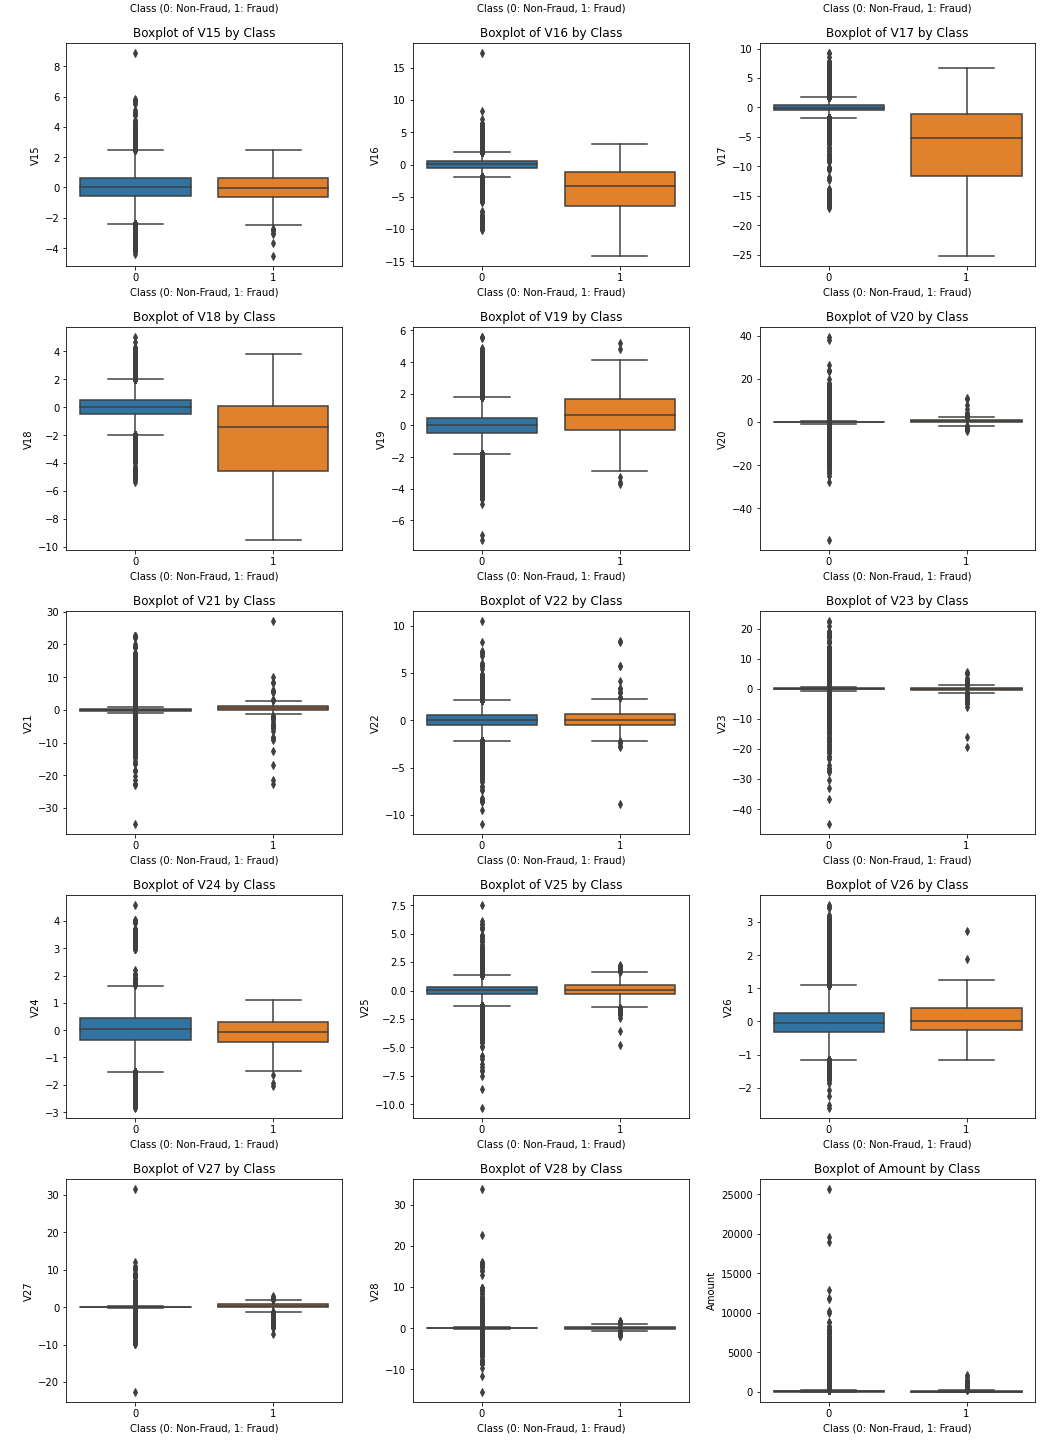 Class (0: Non-Fraud, 1: Fraud) Class (0: Non-Fraud, 1: Fraud) Class (0: Non-Fraud, 1: Fraud)
Boxplot of V15 by Class
V15
8
6
4
2
0
−2
−4
0 1
Class (0: Non-Fraud, 1: Fraud)
Boxplot of V16 by Class
V16
15
10
5
0
−5
−10
−15
0 1
Class (0: Non-Fraud, 1: Fraud)
Boxplot of V17 by Class
V17
10
5
0
−5
−10
−15
−20
−25
0 1
Class (0: Non-Fraud, 1: Fraud)
Boxplot of V18 by Class
V18
4
2
0
−2
−4
−6
−8
−10
0 1
Class (0: Non-Fraud, 1: Fraud)
Boxplot of V19 by Class
V19
6
4
2
0
−2
−4
−6
0 1
Class (0: Non-Fraud, 1: Fraud)
Boxplot of V20 by Class
V20
40
20
0
−20
−40
0 1
Class (0: Non-Fraud, 1: Fraud)
Boxplot of V21 by Class
V21
30
20
10
0
−10
−20
−30
0 1
Class (0: Non-Fraud, 1: Fraud)
Boxplot of V22 by Class
V22
10
5
0
−5
−10
0 1
Class (0: Non-Fraud, 1: Fraud)
Boxplot of V23 by Class
V23
20
10
0
−10
−20
−30
−40
0 1
Class (0: Non-Fraud, 1: Fraud)
Boxplot of V24 by Class
V24
4
3
2
1
0
−1
−2
−3
0 1
Class (0: Non-Fraud, 1: Fraud)
Boxplot of V25 by Class
V25
7.5
5.0
2.5
0.0
−2.5
−5.0
−7.5
−10.0
0 1
Class (0: Non-Fraud, 1: Fraud)
Boxplot of V26 by Class
V26
3
2
1
0
−1
−2
0 1
Class (0: Non-Fraud, 1: Fraud)
Boxplot of V27 by Class
V27
30
20
10
0
−10
−20
0 1
Class (0: Non-Fraud, 1: Fraud)
Boxplot of V28 by Class
V28
30
20
10
0
−10
0 1
Class (0: Non-Fraud, 1: Fraud)
Boxplot of Amount by Class
Amount
25000
20000
15000
10000
5000
0
0 1
Class (0: Non-Fraud, 1: Fraud)